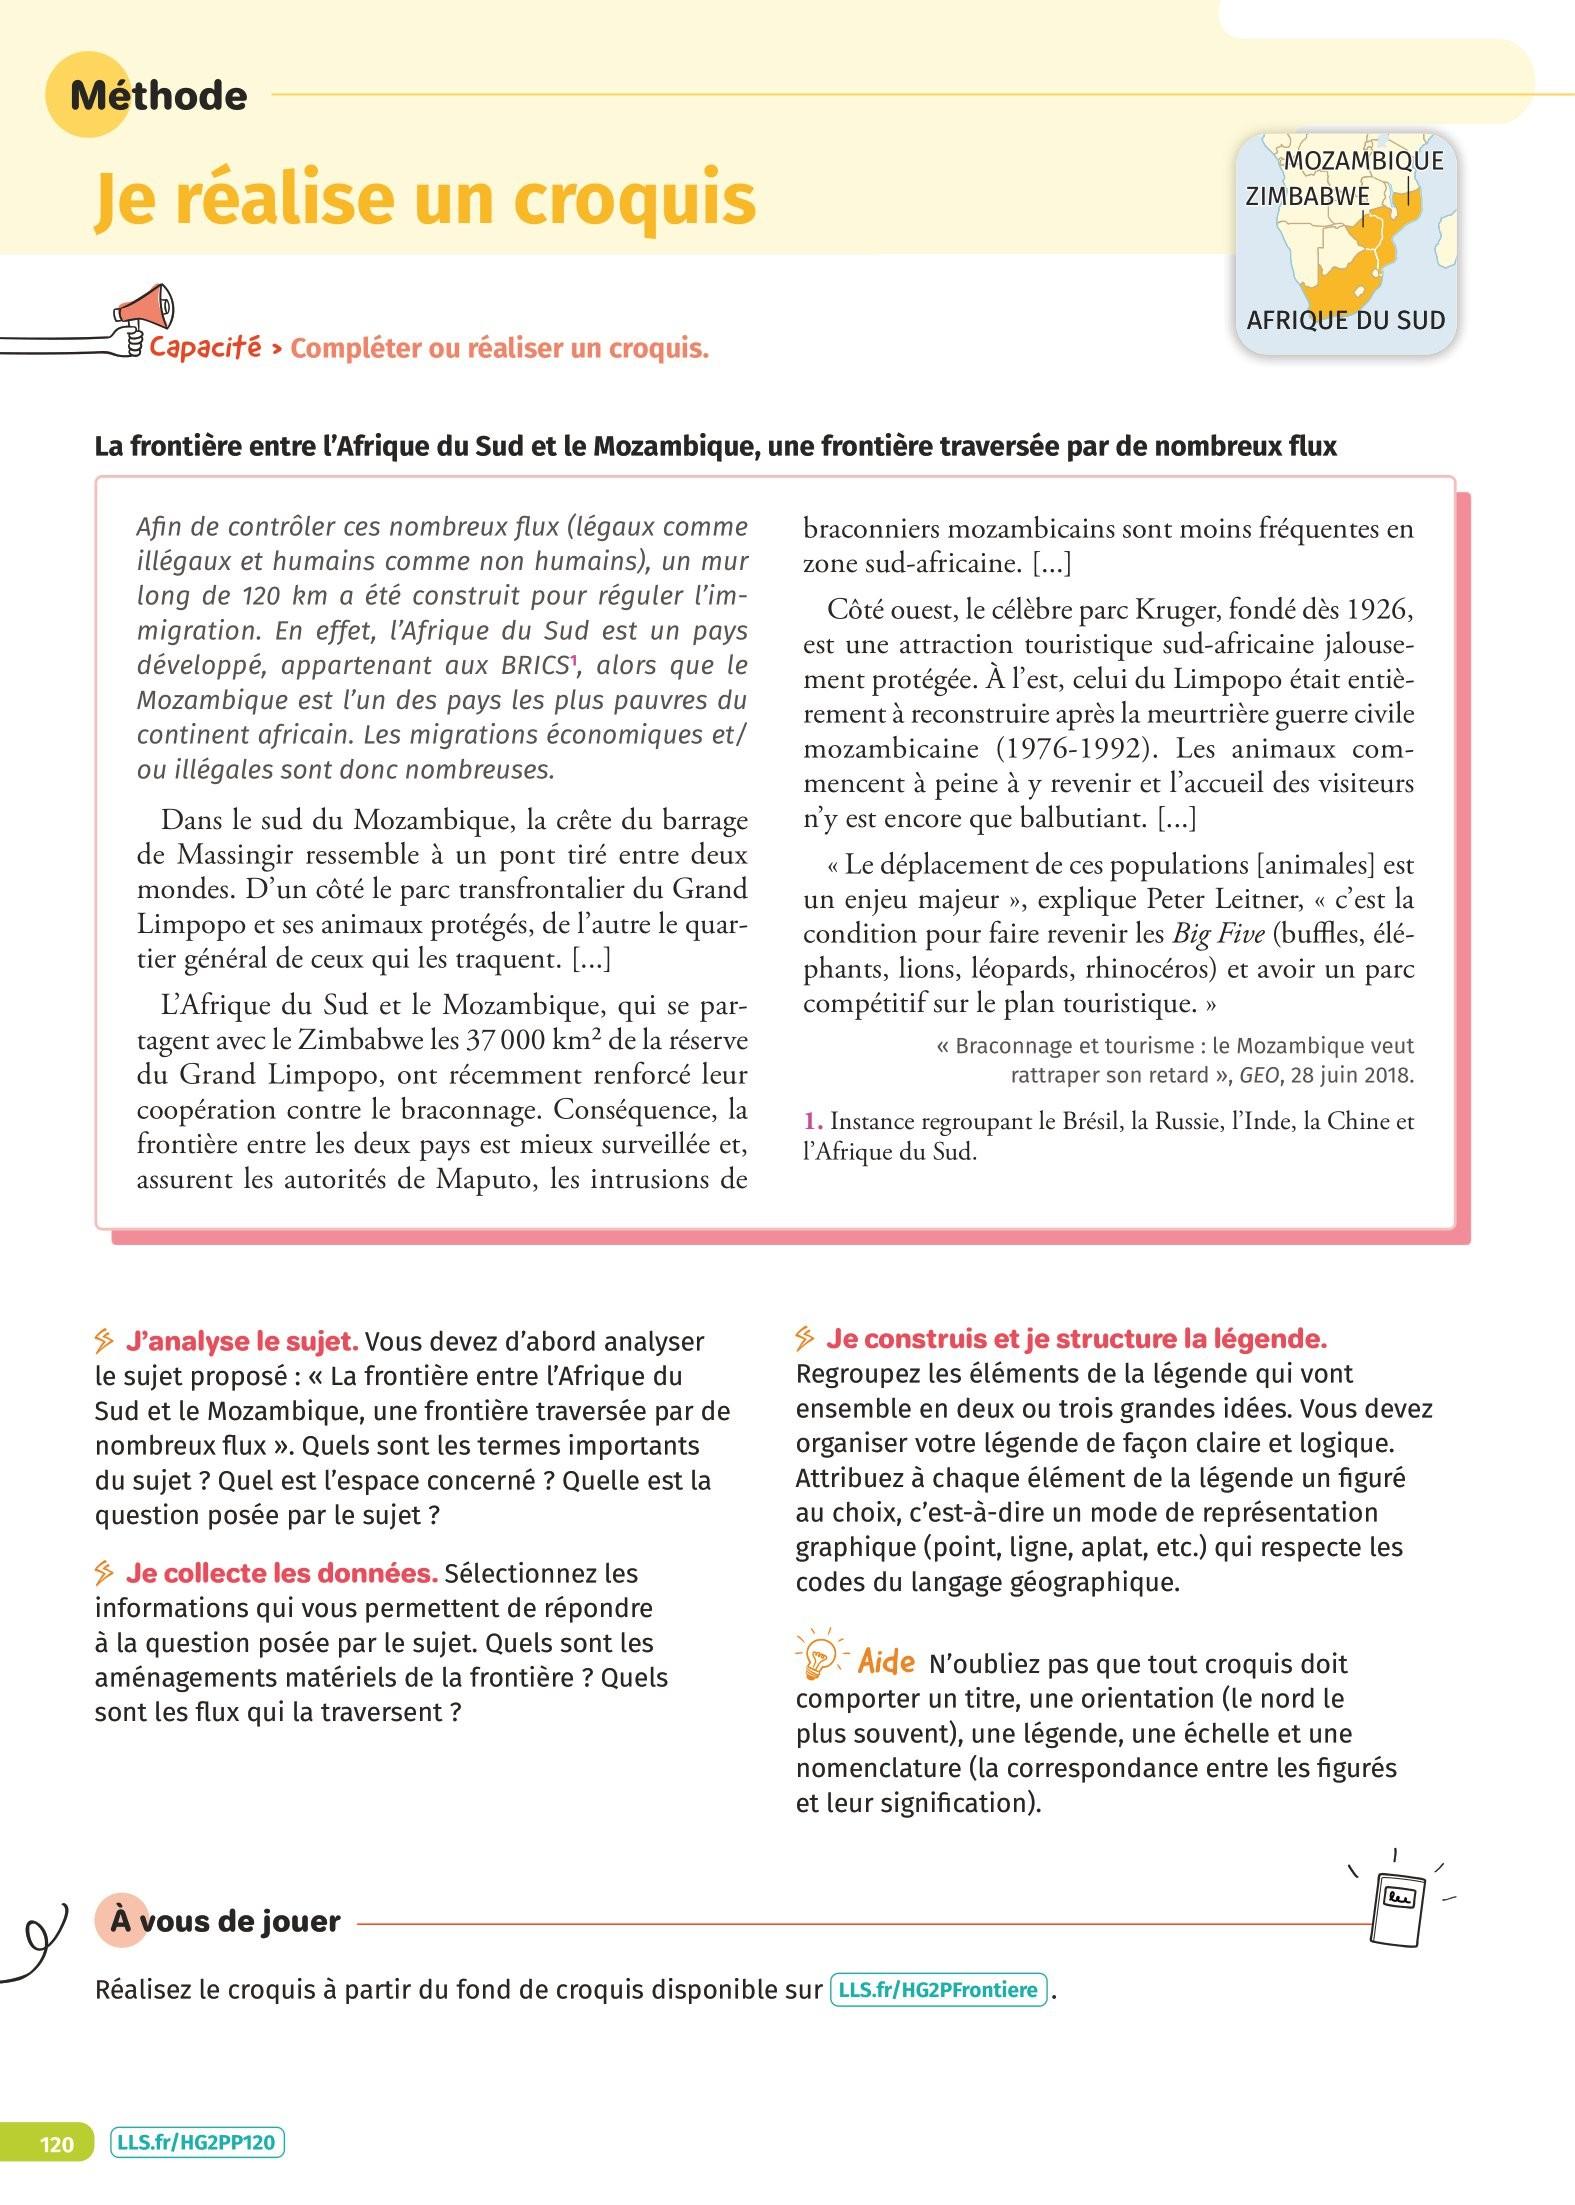 Méthode
Je réalise un croquis
MOZAMBIQUE
ZIMBABWE
AFRIQUE DU SUD
Capacité > Compléter ou réaliser un croquis.
La frontière entre l’Afrique du Sud et le Mozambique, une frontière traversée par de nombreux flux
Afin de contrôler ces nombreux flux (légaux comme
illégaux et humains comme non humains), un mur
long de 120 km a été construit pour réguler l’im-
migration. En effet, l’Afrique du Sud est un pays
développé, appartenant aux BRICS¹, alors que le
Mozambique est l’un des pays les plus pauvres du
continent africain. Les migrations économiques et/
ou illégales sont donc nombreuses.
Dans le sud du Mozambique, la crête du barrage
de Massingir ressemble à un pont tiré entre deux
mondes. D’un côté le parc transfrontalier du Grand
Limpopo et ses animaux protégés, de l’autre le quar-
tier général de ceux qui les traquent. [...]
L’Afrique du Sud et le Mozambique, qui se par-
tagent avec le Zimbabwe les 37 000 km² de la réserve
du Grand Limpopo, ont récemment renforcé leur
coopération contre le braconnage. Conséquence, la
frontière entre les deux pays est mieux surveillée et,
assurent les autorités de Maputo, les intrusions de
braconniers mozambicains sont moins fréquentes en
zone sud-africaine. [...]
Côté ouest, le célèbre parc Kruger, fondé dès 1926,
est une attraction touristique sud-africaine jalouse-
ment protégée. À l’est, celui du Limpopo était entiè-
rement à reconstruire après la meurtrière guerre civile
mozambicaine (1976-1992). Les animaux com-
mencent à peine à y revenir et l’accueil des visiteurs
n’y est encore que balbutiant. [...]
« Le déplacement de ces populations [animales] est
un enjeu majeur », explique Peter Leitner, « c’est la
condition pour faire revenir les Big Five (buffles, élé-
phants, lions, léopards, rhinocéros) et avoir un parc
compétitif sur le plan touristique. »
« Braconnage et tourisme : le Mozambique veut
rattraper son retard », GEO, 28 juin 2018.
1. Instance regroupant le Brésil, la Russie, l’Inde, la Chine et
l’Afrique du Sud.
J’analyse le sujet. Vous devez d’abord analyser
le sujet proposé : « La frontière entre l’Afrique du
Sud et le Mozambique, une frontière traversée par de
nombreux flux ». Quels sont les termes importants
du sujet ? Quel est l’espace concerné ? Quelle est la
question posée par le sujet ?
Je collecte les données. Sélectionnez les
informations qui vous permettent de répondre
à la question posée par le sujet. Quels sont les
aménagements matériels de la frontière ? Quels
sont les flux qui la traversent ?
Je construis et je structure la légende.
Regroupez les éléments de la légende qui vont
ensemble en deux ou trois grandes idées. Vous devez
organiser votre légende de façon claire et logique.
Attribuez à chaque élément de la légende un figuré
au choix, c’est-à-dire un mode de représentation
graphique (point, ligne, aplat, etc.) qui respecte les
codes du langage géographique.
Aide N’oubliez pas que tout croquis doit
comporter un titre, une orientation (le nord le
plus souvent), une légende, une échelle et une
nomenclature (la correspondance entre les figurés
et leur signification).
À vous de jouer
Réalisez le croquis à partir du fond de croquis disponible sur LLS.fr/HG2PFrontiere .
120 LLS.fr/HG2PP120